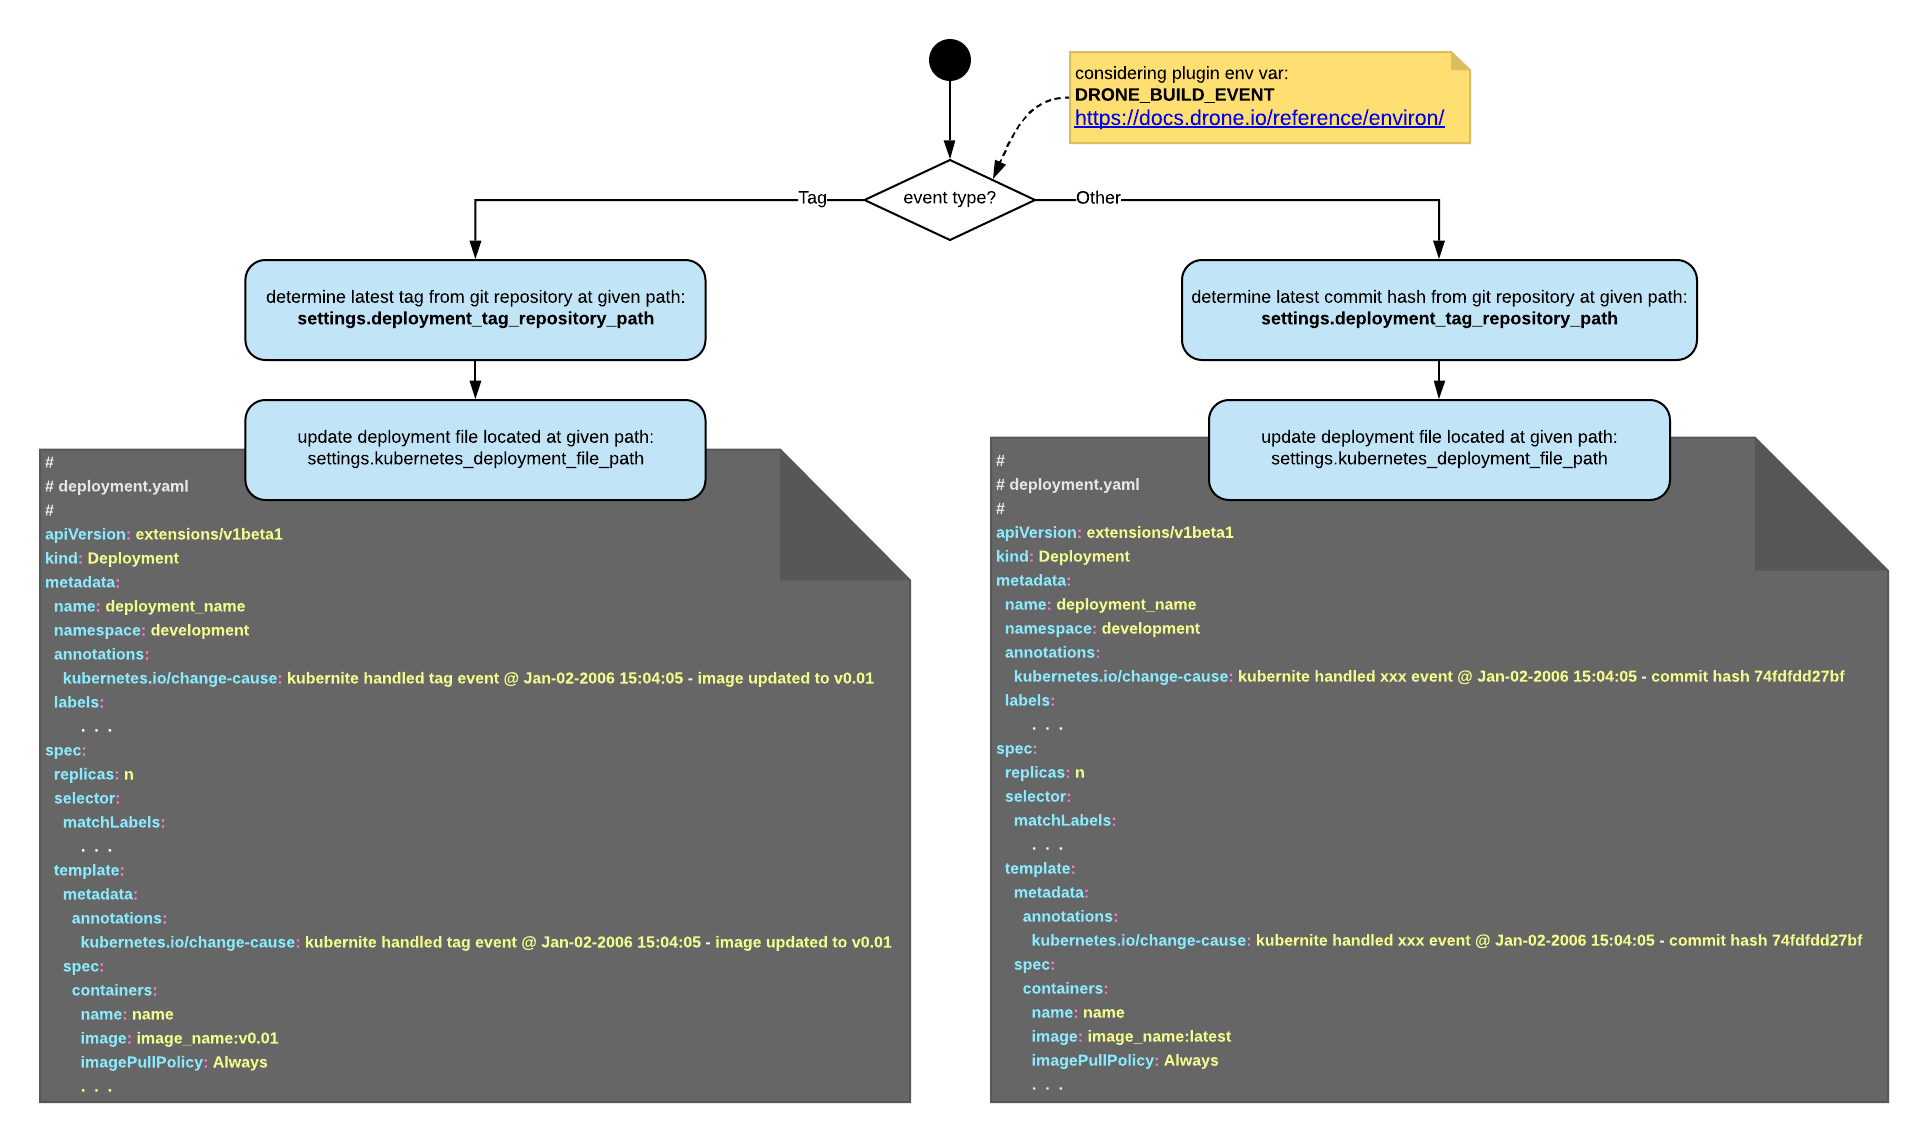 considering plugin env var:
DRONE_BUILD_EVENT
https://docs.drone.io/reference/environ/
event type?
Tag
Other
determine latest tag from git repository at given path:
settings.deployment_tag_repository_path
update deployment file located at given path:
settings.kubernetes_deployment_file_path
#
# deployment.yaml
#
apiVersion: extensions/v1beta1
kind: Deployment
metadata:
  name: deployment_name
  namespace: development
  annotations:
    kubernetes.io/change-cause: kubernite handled tag event @ Jan-02-2006 15:04:05 - image updated to v0.01
  labels:
        . . .
spec:
  replicas: n
  selector:
    matchLabels:
        . . .
  template:
    metadata:
      annotations:
        kubernetes.io/change-cause: kubernite handled tag event @ Jan-02-2006 15:04:05 - image updated to v0.01
    spec:
      containers:
        name: name
        image: image_name:v0.01
        imagePullPolicy: Always
        . . .
determine latest commit hash from git repository at given path:
settings.deployment_tag_repository_path
update deployment file located at given path:
settings.kubernetes_deployment_file_path
#
# deployment.yaml
#
apiVersion: extensions/v1beta1
kind: Deployment
metadata:
  name: deployment_name
  namespace: development
  annotations:
    kubernetes.io/change-cause: kubernite handled xxx event @ Jan-02-2006 15:04:05 - commit hash 74fdfdd27bf
  labels:
        . . .
spec:
  replicas: n
  selector:
    matchLabels:
        . . .
  template:
    metadata:
      annotations:
        kubernetes.io/change-cause: kubernite handled xxx event @ Jan-02-2006 15:04:05 - commit hash 74fdfdd27bf
    spec:
      containers:
        name: name
        image: image_name:latest
        imagePullPolicy: Always
        . . .